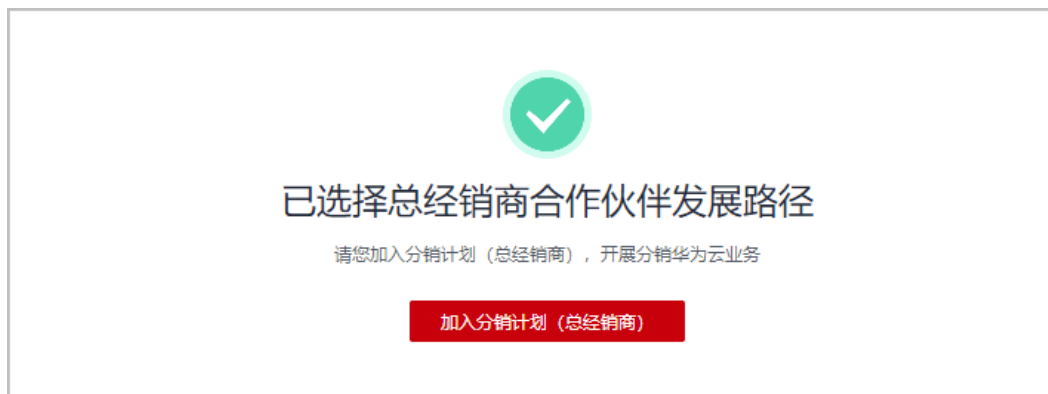 已选择总经销商合作伙伴发展路径
请您加入分销计划（总经销商），开展分销华为云业务
加入分销计划（总经销商）